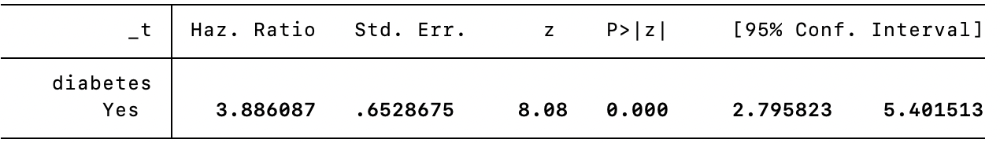 _t Haz. Ratio Std. Err. z P>|z| [95% Conf. Interval]
diabetes
Yes 3.886087 .6528675 8.08 0.000 2.795823 5.401513